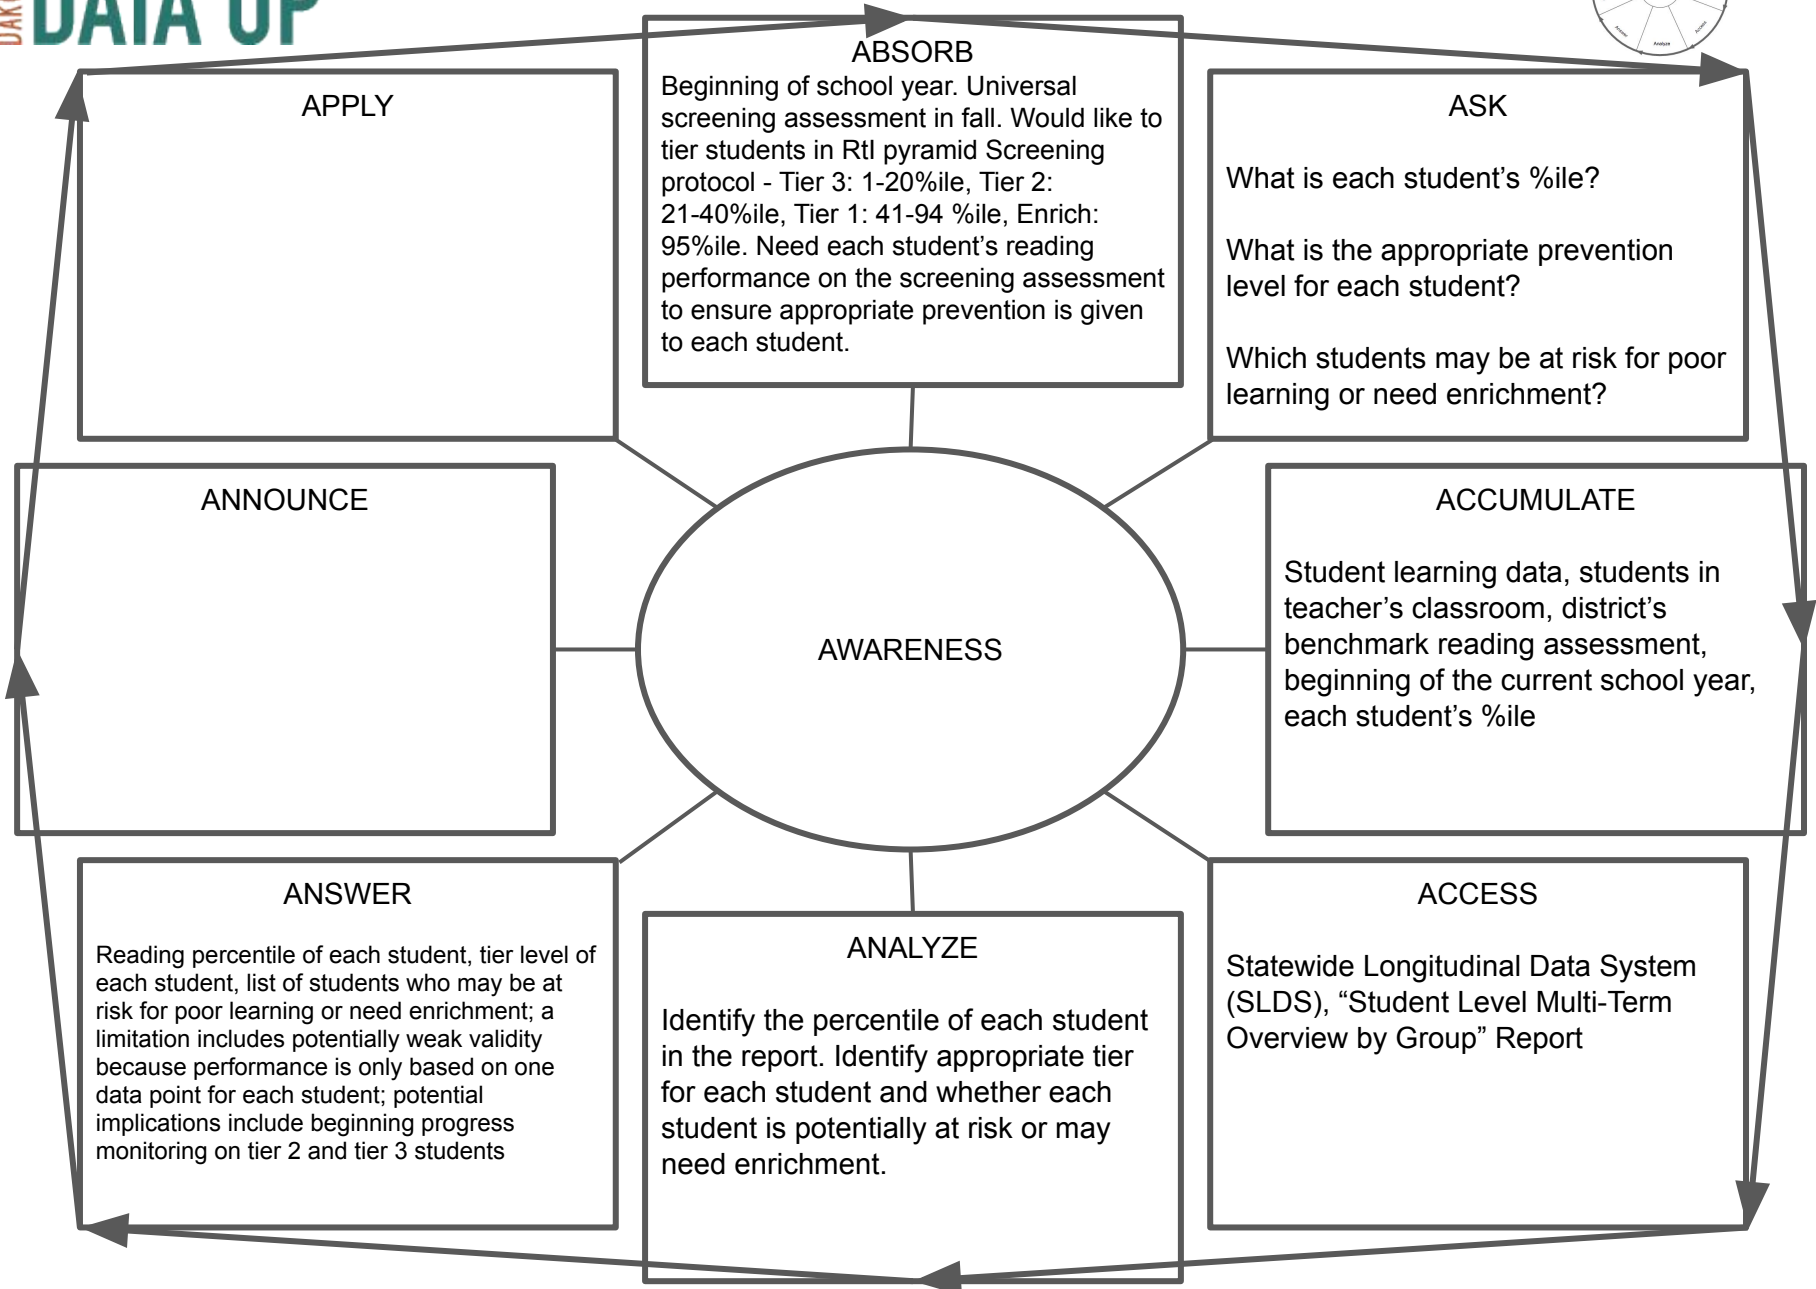 DATA UP
ABSORB
Beginning of school year. Universal
screening assessment in fall. Would like to
tier students in RtI pyramid Screening
protocol - Tier 3: 1-20%ile, Tier 2:
21-40%ile, Tier 1: 41-94 %ile, Enrich:
95%ile. Need each student’s reading
performance on the screening assessment
to ensure appropriate prevention is given
to each student.
ASK
What is each student’s %ile?
What is the appropriate prevention
level for each student?
Which students may be at risk for poor
learning or need enrichment?
ACCUMULATE
Student learning data, students in
teacher’s classroom, district’s
benchmark reading assessment,
beginning of the current school year,
each student’s %ile
ACCESS
Statewide Longitudinal Data System
(SLDS), “Student Level Multi-Term
Overview by Group” Report
ANALYZE
Identify the percentile of each student
in the report. Identify appropriate tier
for each student and whether each
student is potentially at risk or may
need enrichment.
ANSWER
Reading percentile of each student, tier level of
each student, list of students who may be at
risk for poor learning or need enrichment; a
limitation includes potentially weak validity
because performance is only based on one
data point for each student; potential
implications include beginning progress
monitoring on tier 2 and tier 3 students
ANNOUNCE
APPLY
AWARENESS
Answer
Analyze
Access